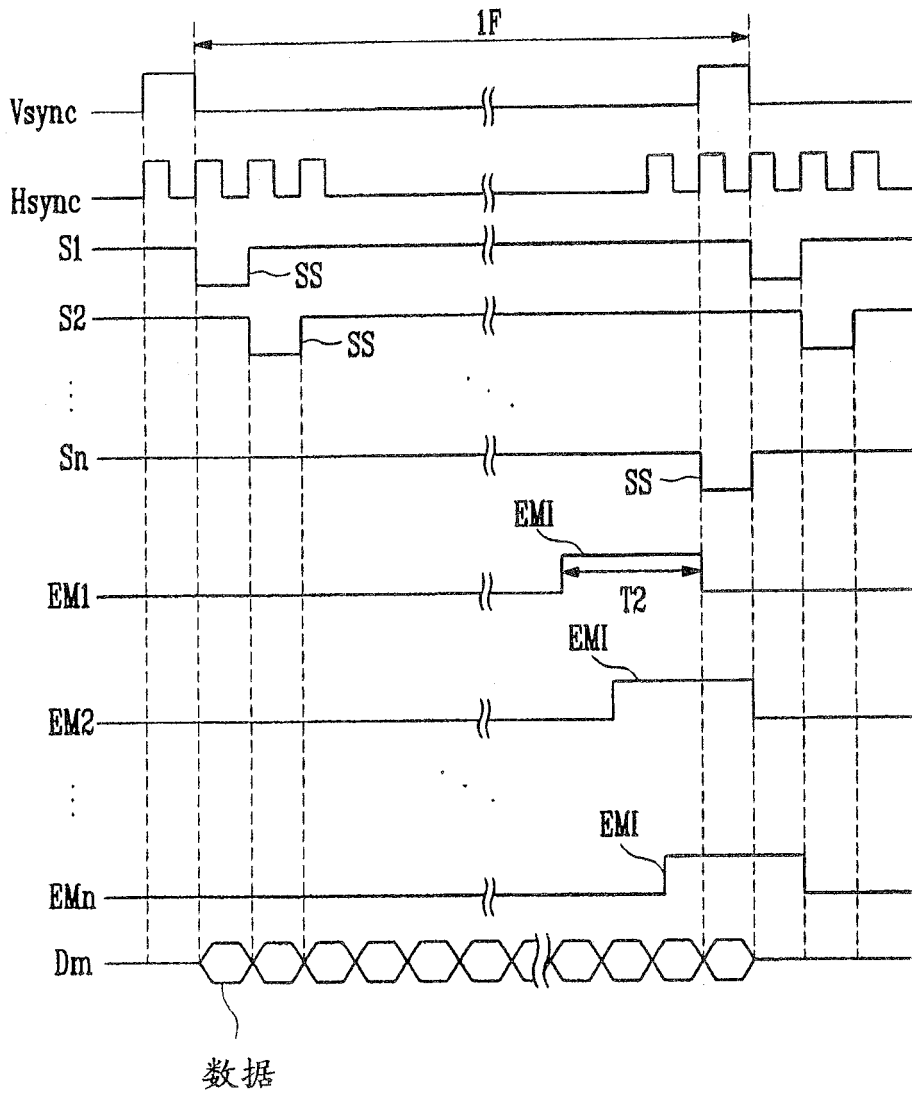 1F
Vsync
Hsync
S1
SS
S2
SS
Sn
SS
EMI
EM1
T2
EMI
EM2
EMI
EMn
Dm
数据